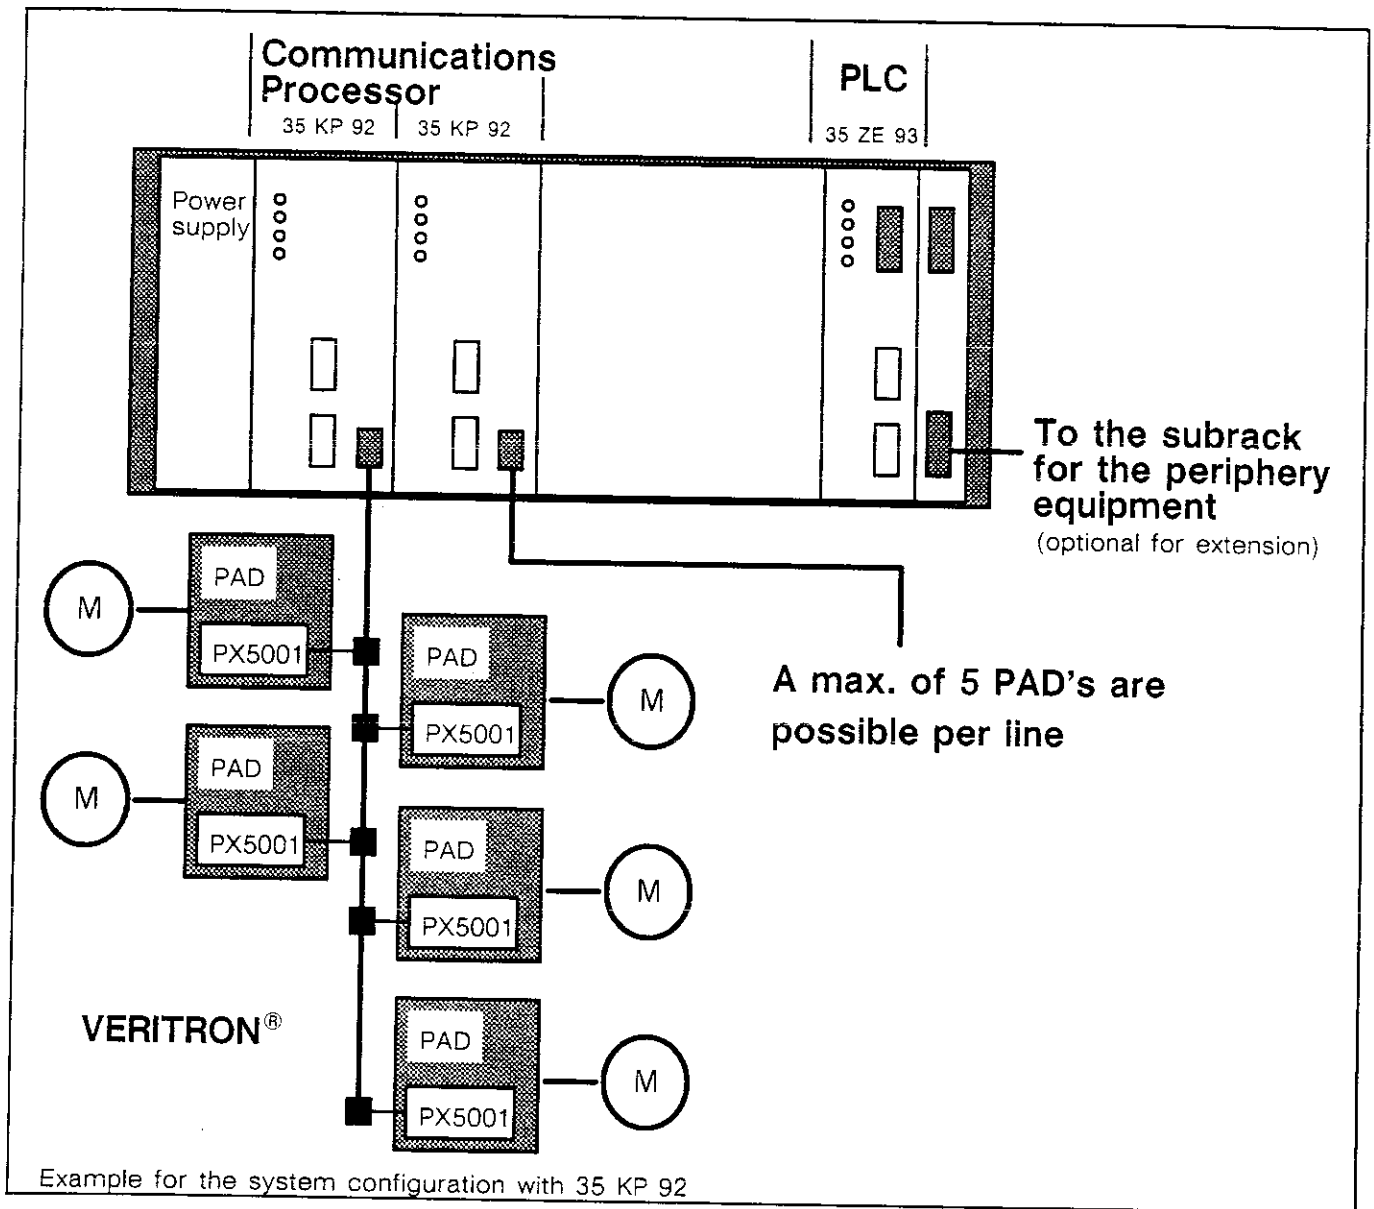 Communications
Processor
PLC
35 KP 92
35 KP 92
35 ZE 93
Power
supply
To the subrack
for the periphery
equipment
(optional for extension)
M
PAD
PX5001
PAD
PX5001
M
A max. of 5 PAD's are
possible per line
M
PAD
PX5001
PAD
PX5001
M
VERITRON®
PAD
PX5001
M
Example for the system configuration with 35 KP 92